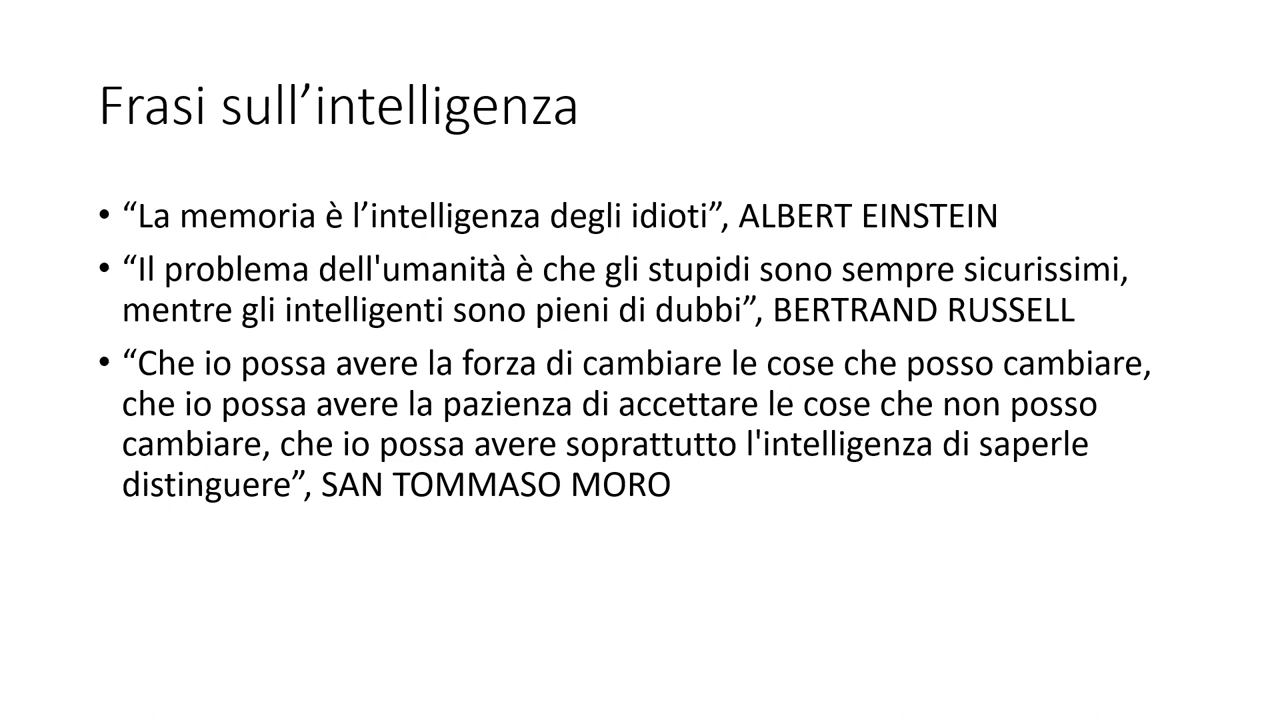 Frasi sull’intelligenza
• “La memoria è l’intelligenza degli idioti”, ALBERT EINSTEIN
• “Il problema dell'umanità è che gli stupidi sono sempre sicurissimi,
mentre gli intelligenti sono pieni di dubbi”, BERTRAND RUSSELL
• “Che io possa avere la forza di cambiare le cose che posso cambiare,
che io possa avere la pazienza di accettare le cose che non posso
cambiare, che io possa avere soprattutto l'intelligenza di saperle
distinguere”, SAN TOMMASO MORO